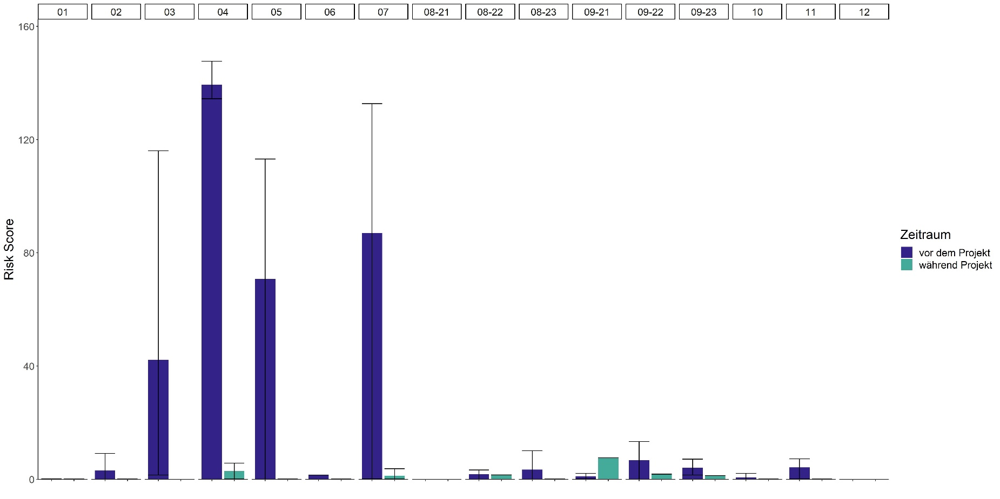 01 02 03 04 05 06 07 08-21 08-22 08-23 09-21 09-22 09-23 10 11 12
160
120
80
40
0
Risk Score
Zeitraum
vor dem Projekt
während Projekt